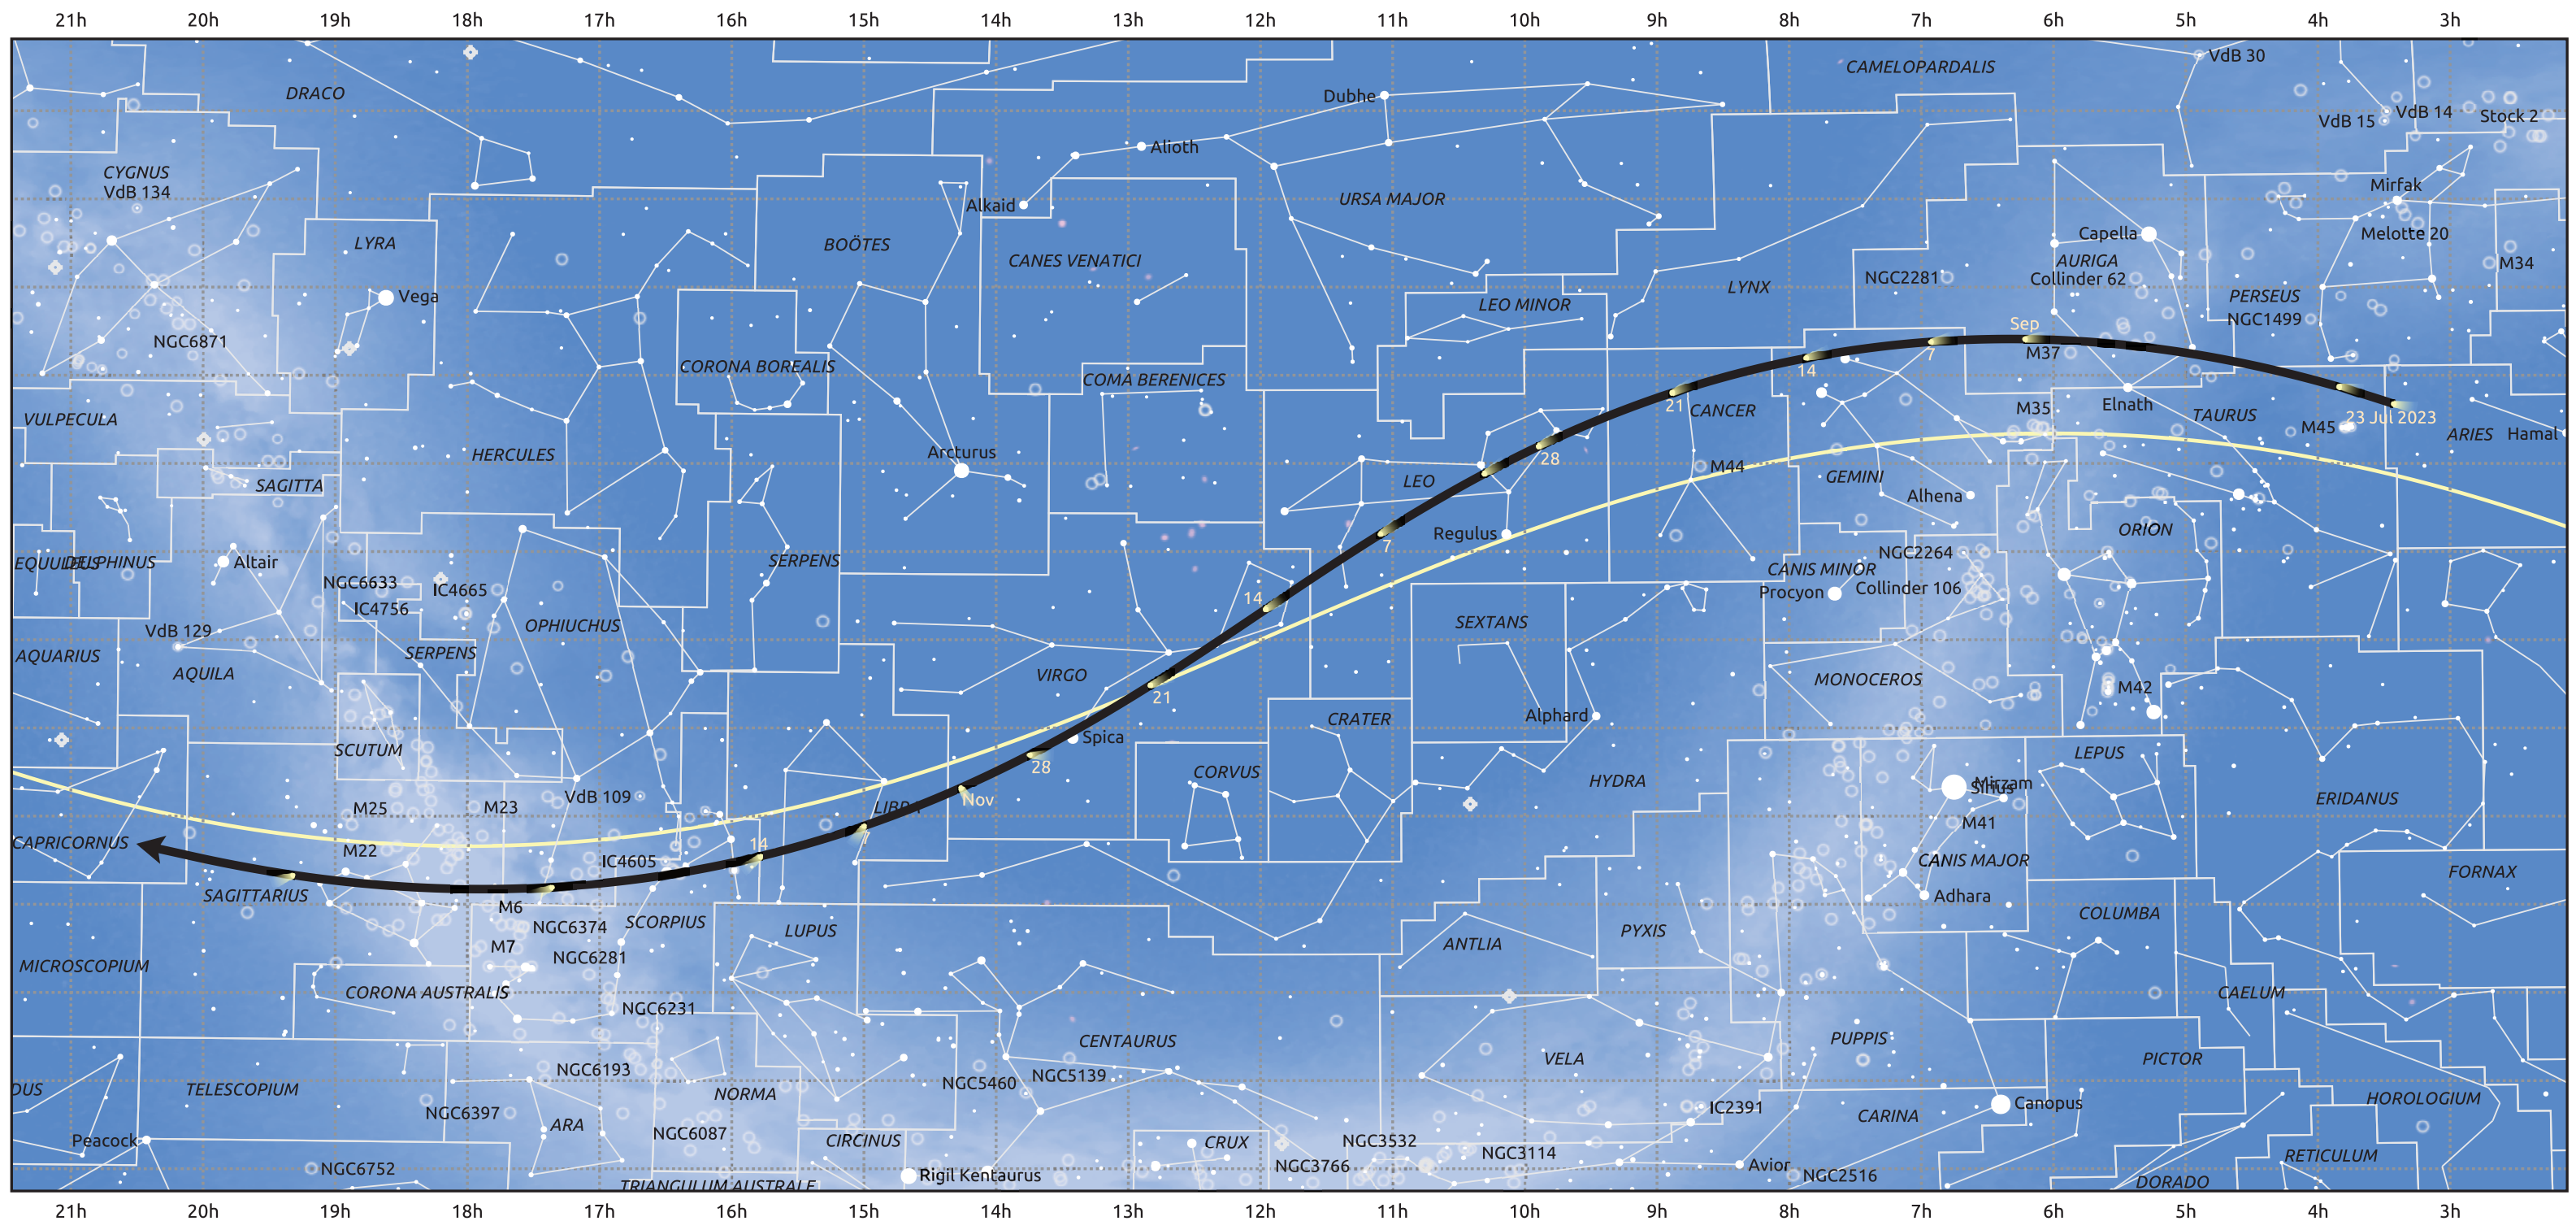 21h 20h 19h 18h 17h 16h 15h 14h 13h 12h 11h 10h 9h 8h 7h 6h 5h 4h 3h
VdB 30
CAMELOPARDALIS
DRACO
Dubhe
VdB 14
Stock 2
VdB 15
Alioth
CYGNUS
VdB 134
Mirfak
URSA MAJOR
Alkaid
Capella
Melotte 20
LYRA
BOÖTES
CANES VENATICI
AURIGA
M34
Collinder 62
NGC2281
LYNX
Vega
LEO MINOR
PERSEUS
NGC1499
Sep
NGC6871
7
M37
CORONA BOREALIS
14
COMA BERENICES
21
CANCER
M35
Elnath
TAURUS
23 Jul 2023
VULPECULA
M45
ARIES
Hamal
HERCULES
Arcturus
28
M44
GEMINI
SAGITTA
LEO
Alhena
Regulus
ORION
7
EQUULEUS
DELPHINUS
Altair
SERPENS
NGC2264
CANIS MINOR
NGC6633
IC4665
Procyon
Collinder 106
IC4756
14
VdB 129
OPHIUCHUS
SEXTANS
AQUARIUS
AQUILA
SERPENS
VIRGO
MONOCEROS
21
M42
Alphard
CRATER
SCUTUM
Spica
LEPUS
28
CORVUS
HYDRA
Mirzam
Sirius
VdB 109
Nov
ERIDANUS
M25
M23
LIBRA
M41
7
CAPRICORNUS
M22
14
IC4605
CANIS MAJOR
FORNAX
SAGITTARIUS
M6
Adhara
NGC6374
SCORPIUS
LUPUS
PYXIS
COLUMBA
M7
ANTLIA
NGC6281
MICROSCOPIUM
CORONA AUSTRALIS
CAELUM
NGC6231
CENTAURUS
PUPPIS
VELA
PICTOR
NGC6193
NGC5460
NGC5139
DUS
TELESCOPIUM
NORMA
HOROLOGIUM
IC2391
Canopus
NGC6397
CARINA
ARA
NGC6087
Peacock
CIRCINUS
CRUX
NGC3532
NGC3114
RETICULUM
NGC6752
NGC3766
Avior
Rigil Kentaurus
NGC2516
DORADO
TRIANGULUM AUSTRALE
21h 20h 19h 18h 17h 16h 15h 14h 13h 12h 11h 10h 9h 8h 7h 6h 5h 4h 3h